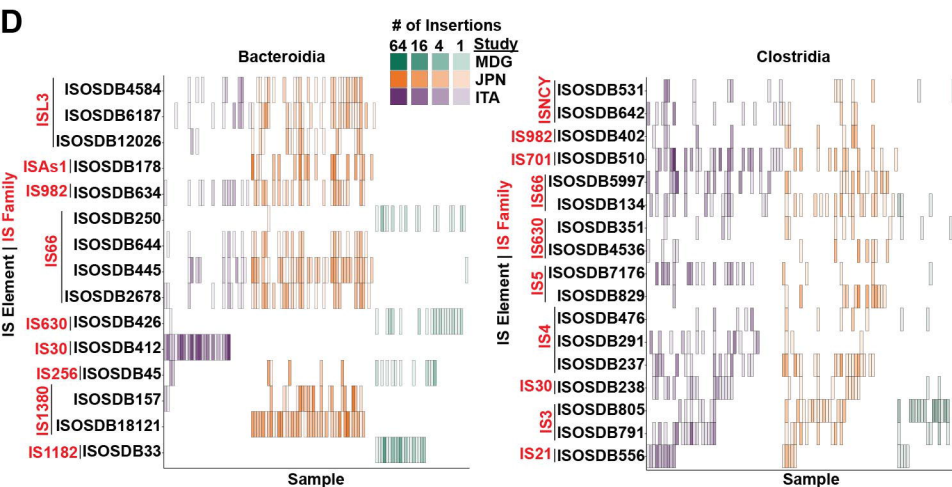 D
# of Insertions
64 16 4 1 Study
MDG
JPN
ITA
Bacteroidia
IS Element | IS Family
ISL3
ISOSDB4584
ISOSDB6187
ISOSDB12026
ISAs1|ISOSDB178
IS982|ISOSDB634
IS66
ISOSDB250
ISOSDB644
ISOSDB445
ISOSDB2678
IS630|ISOSDB426
IS30|ISOSDB412
IS256|ISOSDB45
IS1380
ISOSDB157
ISOSDB18121
IS1182|ISOSDB33
Sample
Clostridia
IS Element | IS Family
ISNCY
ISOSDB531
ISOSDB642
IS982|ISOSDB402
IS701|ISOSDB510
IS66
ISOSDB5997
ISOSDB134
IS630
ISOSDB351
ISOSDB4536
IS5
ISOSDB7176
ISOSDB829
IS4
ISOSDB476
ISOSDB291
ISOSDB237
IS30|ISOSDB238
IS3
ISOSDB805
ISOSDB791
IS21|ISOSDB556
Sample